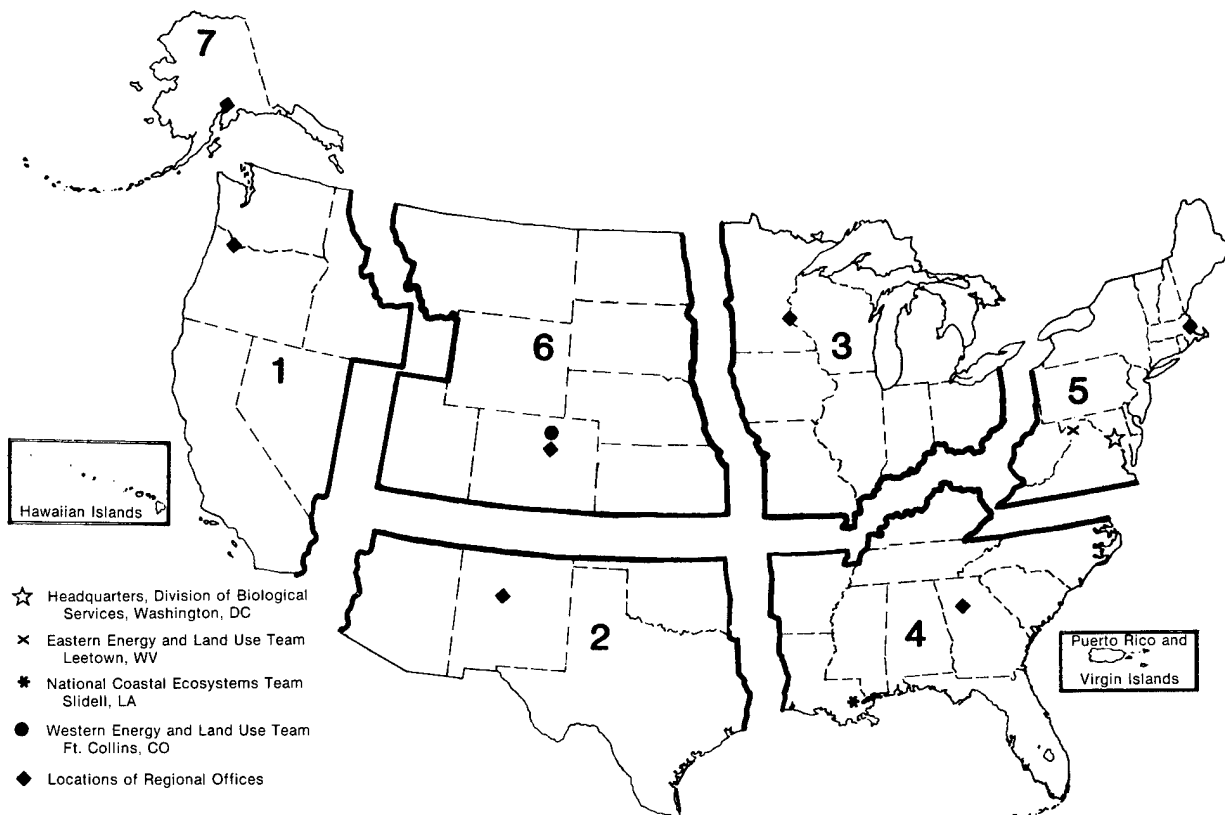 7
6
3
1
5
Hawaiian Islands
2
4
Puerto Rico and
Virgin Islands
Headquarters, Division of Biological
Services, Washington, DC
Eastern Energy and Land Use Team
Leetown, WV
National Coastal Ecosystems Team
Slidell, LA
Western Energy and Land Use Team
Ft. Collins, CO
Locations of Regional Offices